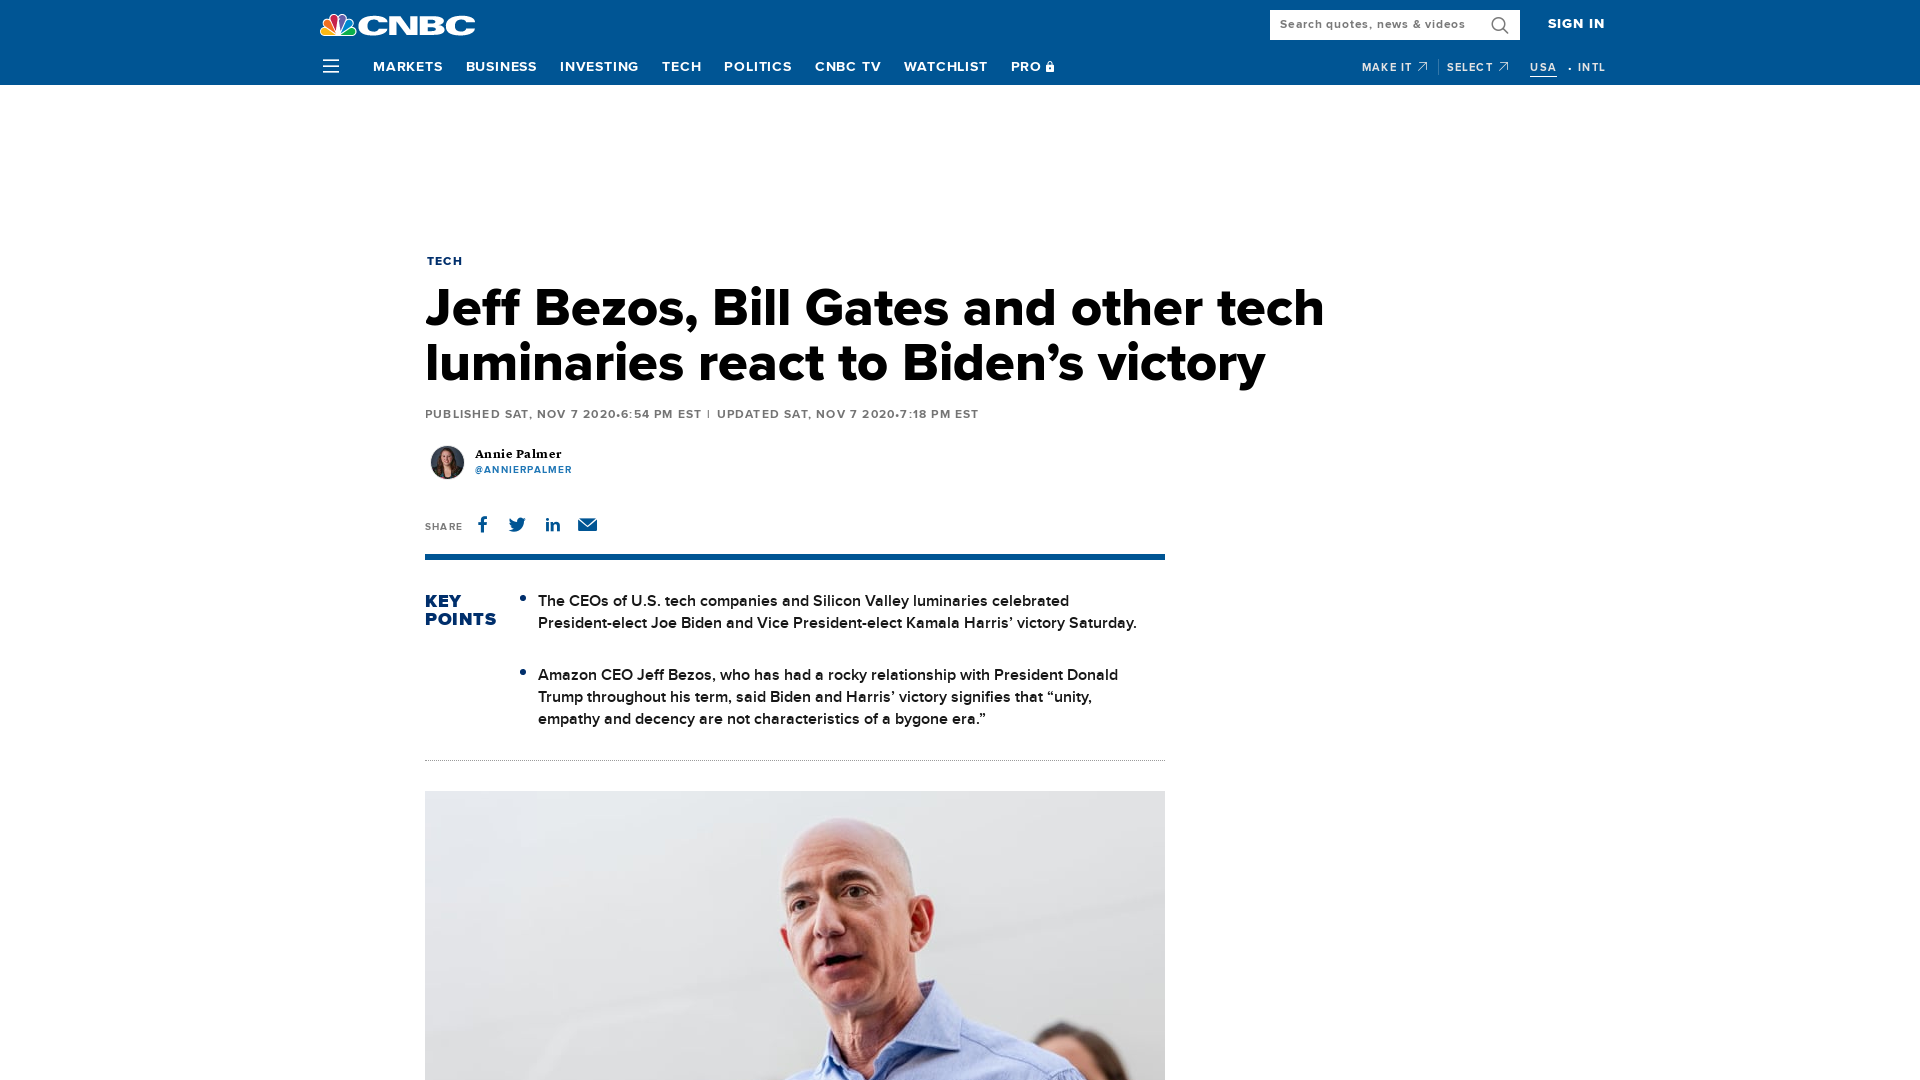 CNBC
Search quotes, news & videos
SIGN IN
MARKETS BUSINESS INVESTING TECH POLITICS CNBC TV WATCHLIST PRO
MAKE IT SELECT USA • INTL
TECH
Jeff Bezos, Bill Gates and other tech
luminaries react to Biden’s victory
PUBLISHED SAT, NOV 7 2020•6:54 PM EST | UPDATED SAT, NOV 7 2020•7:18 PM EST
Annie Palmer
@ANNIERPALMER
SHARE
KEY
POINTS
• The CEOs of U.S. tech companies and Silicon Valley luminaries celebrated
President-elect Joe Biden and Vice President-elect Kamala Harris’ victory Saturday.
• Amazon CEO Jeff Bezos, who has had a rocky relationship with President Donald
Trump throughout his term, said Biden and Harris’ victory signifies that “unity,
empathy and decency are not characteristics of a bygone era.”